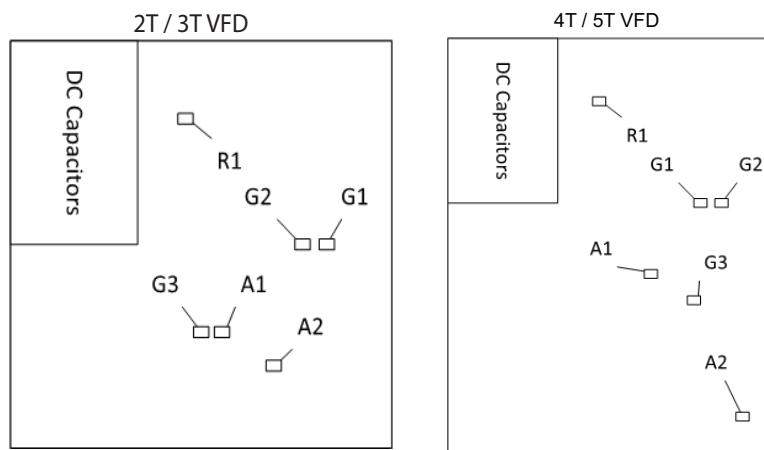 2T / 3T VFD
DC Capacitors
R1
G2
G1
G3
A1
A2
4T / 5T VFD
DC Capacitors
R1
G1
G2
A1
G3
A2